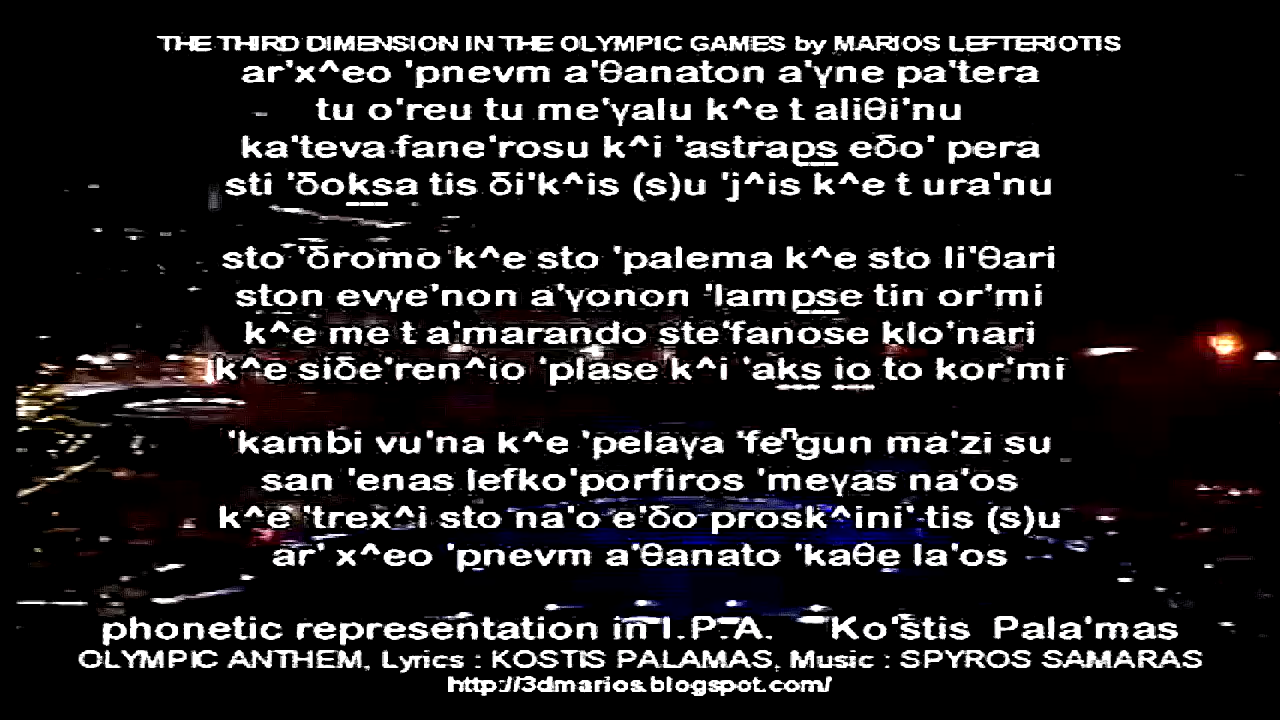 THE THIRD DIMENSION IN THE OLYMPIC GAMES by MARIOS LEFTERIOTIS
ar'x^eo 'pnevm a'θanaton a'γne pa'tera
tu o'reu tu me'γalu k^e t aliθi'nu
ka'teva fane'rosu k^i 'astraps eδo' pera
sti 'δoksa tis δi'k^is (s)u 'j^is k^e t ura'nu
sto 'δromo k^e sto 'palema k^e sto li'θari
ston evγe'non a'γonon 'lampse tin or'mi
k^e me t a'marando ste'fanose klo'nari
k^e siδe'ren^io 'plase k^i 'aks io to kor'mi
'kambi vu'na k^e 'pelaγa 'feⁿgun ma'zi su
san 'enas lefko'porfiros 'meγas na'os
k^e 'trex^i sto na'o e'δo prosk^ini' tis (s)u
ar' x^eo 'pnevm a'θanato 'kaθe la'os
phonetic representation in I.P.A. Ko'stis Pala'mas
OLYMPIC ANTHEM, Lyrics : KOSTIS PALAMAS, Music : SPYROS SAMARAS
http://3dmarios.blogspot.com/